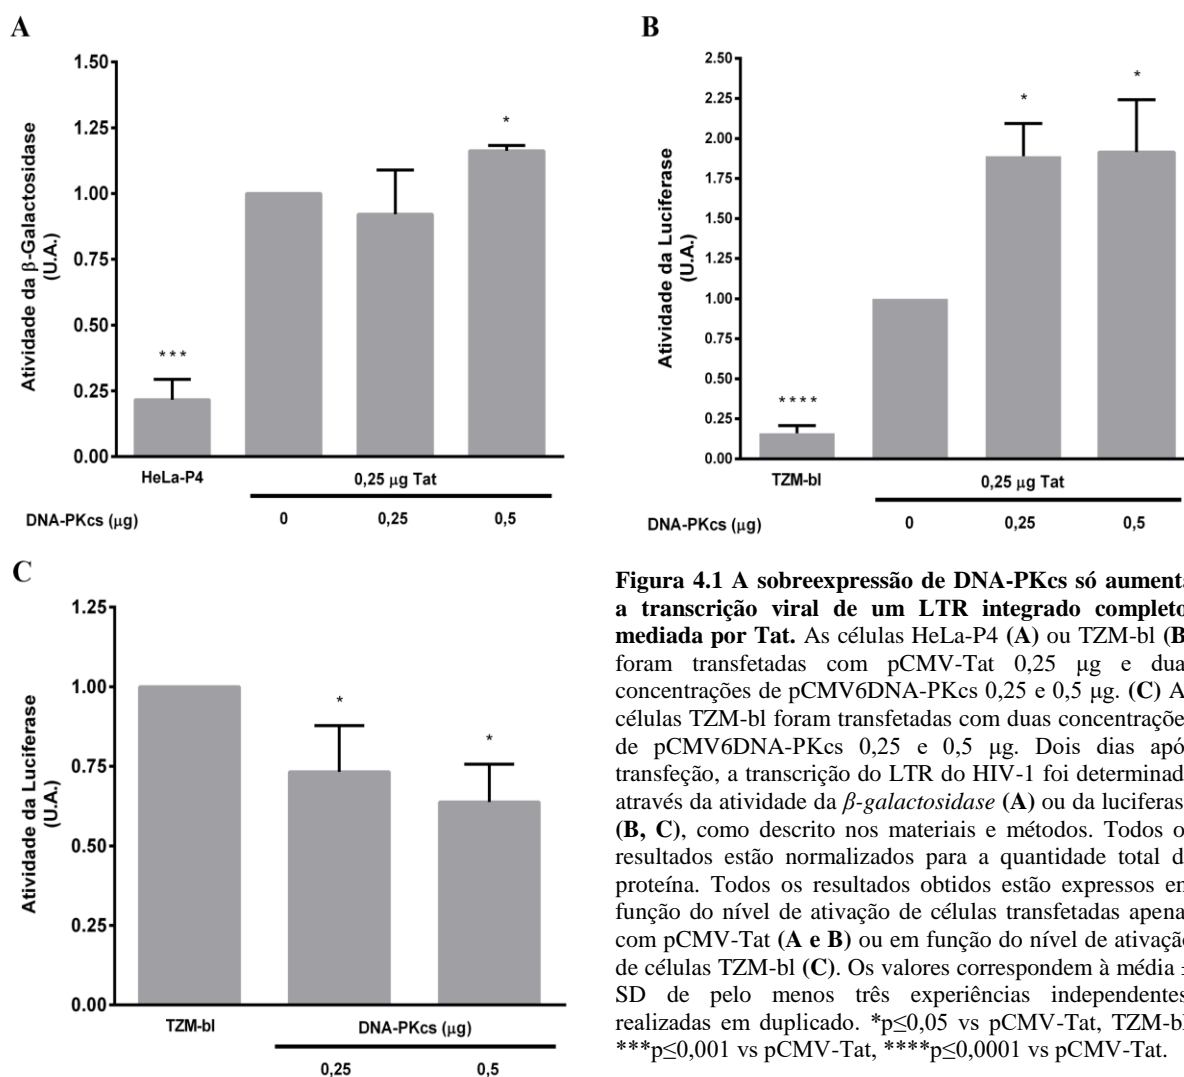 A
Atividade da β-Galactosidase
(U.A.)
1.50
1.25
1.00
0.75
0.50
0.25
0.00
***
*
HeLa-P4
0,25 µg Tat
DNA-PKcs (µg)
0
0,25
0,5
B
Atividade da Luciferase
(U.A.)
2.50
2.25
2.00
1.75
1.50
1.25
1.00
0.75
0.50
0.25
0.00
****
*
*
TZM-bl
0,25 µg Tat
DNA-PKcs (µg)
0
0,25
0,5
C
Atividade da Luciferase
(U.A.)
1.25
1.00
0.75
0.50
0.25
0.00
*
*
TZM-bl
DNA-PKcs (µg)
0,25
0,5
Figura 4.1 A sobreexpressão de DNA-PKcs só aumenta
a transcrição viral de um LTR integrado completo
mediada por Tat. As células HeLa-P4 (A) ou TZM-bl (B
foram transfetadas com pCMV-Tat 0,25 µg e dua
concentrações de pCMV6DNA-PKcs 0,25 e 0,5 µg. (C) A
células TZM-bl foram transfetadas com duas concentraçõe
de pCMV6DNA-PKcs 0,25 e 0,5 µg. Dois dias apó
transfeção, a transcrição do LTR do HIV-1 foi determinad
através da atividade da β-galactosidase (A) ou da luciferas
(B, C), como descrito nos materiais e métodos. Todos o
resultados estão normalizados para a quantidade total d
proteína. Todos os resultados obtidos estão expressos en
função do nível de ativação de células transfetadas apena
com pCMV-Tat (A e B) ou em função do nível de ativação
de células TZM-bl (C). Os valores correspondem à média ±
SD de pelo menos três experiências independentes
realizadas em duplicado. *p≤0,05 vs pCMV-Tat, TZM-bl
***p≤0,001 vs pCMV-Tat, ****p≤0,0001 vs pCMV-Tat.